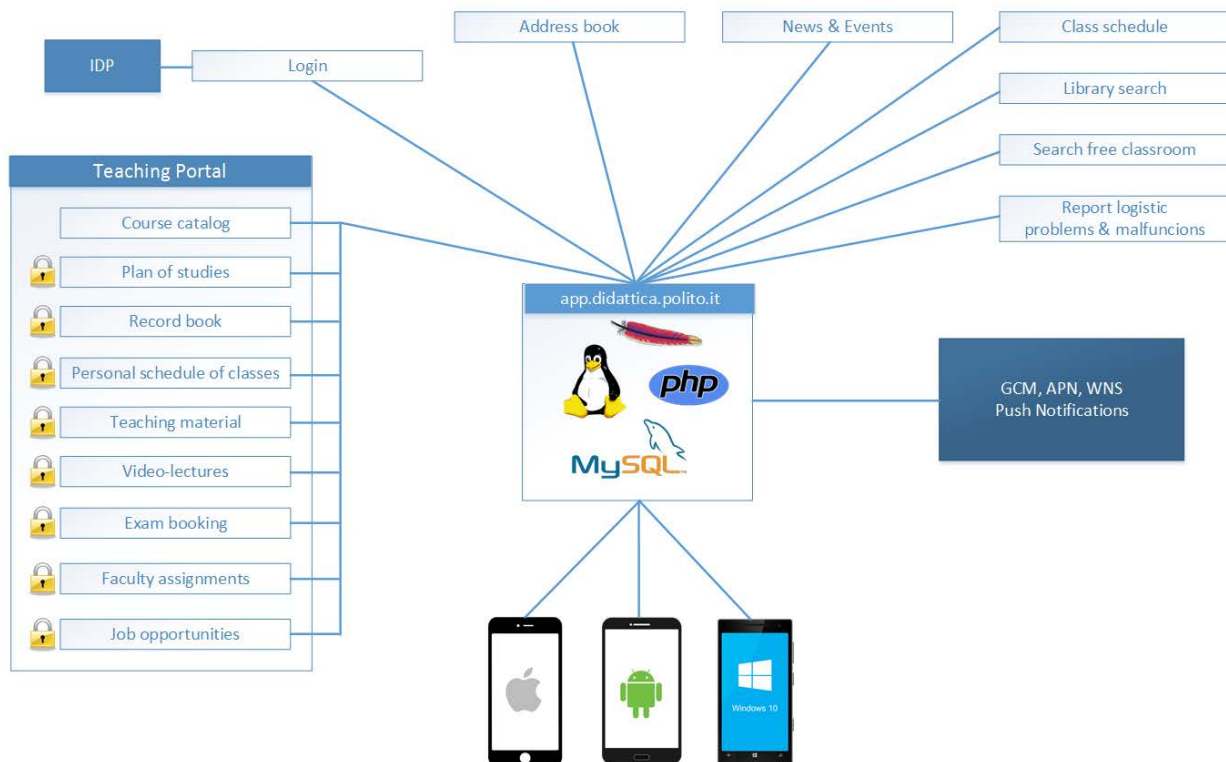 Address book
News & Events
Class schedule
IDP
Login
Library search
Search free classroom
Teaching Portal
Course catalog
Report logistic
problems & malfuncions
Plan of studies
app.didattica.polito.it
Record book
Personal schedule of classes
php
GCM, APN, WNS
Push Notifications
Teaching material
Video-lectures
MySQL
Exam booking
Faculty assignments
Job opportunities
Windows 10